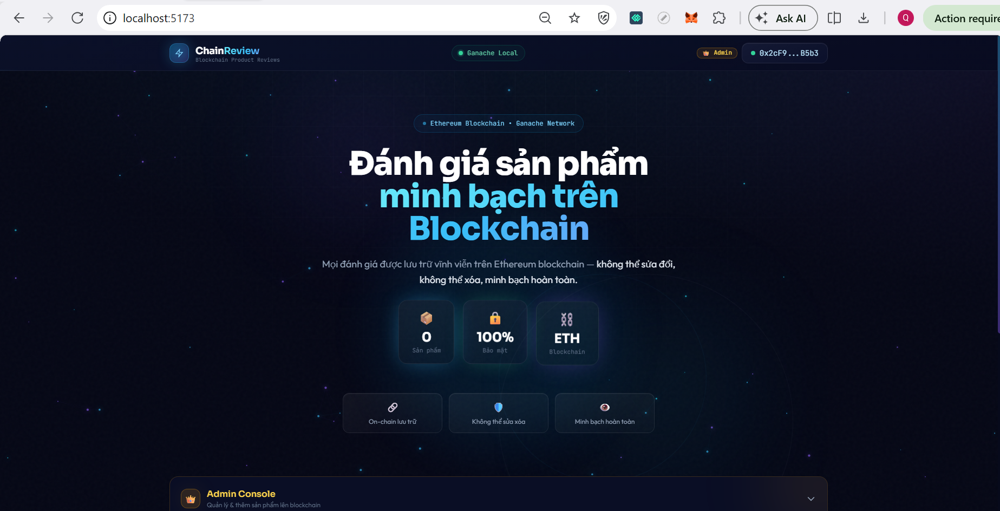 localhost:5173
Ask AI
Q
Action require
ChainReview
Blockchain Product Reviews
Ganache Local
Admin
0x2cF9...B5b3
Ethereum Blockchain • Ganache Network
Đánh giá sản phẩm
minh bạch trên
Blockchain
Mọi đánh giá được lưu trữ vĩnh viễn trên Ethereum blockchain — không thể sửa đổi,
không thể xóa, minh bạch hoàn toàn.
0
Sản phẩm
100%
Bảo mật
ETH
Blockchain
On-chain lưu trữ
Không thể sửa xóa
Minh bạch hoàn toàn
Admin Console
Quản lý & thêm sản phẩm lên blockchain